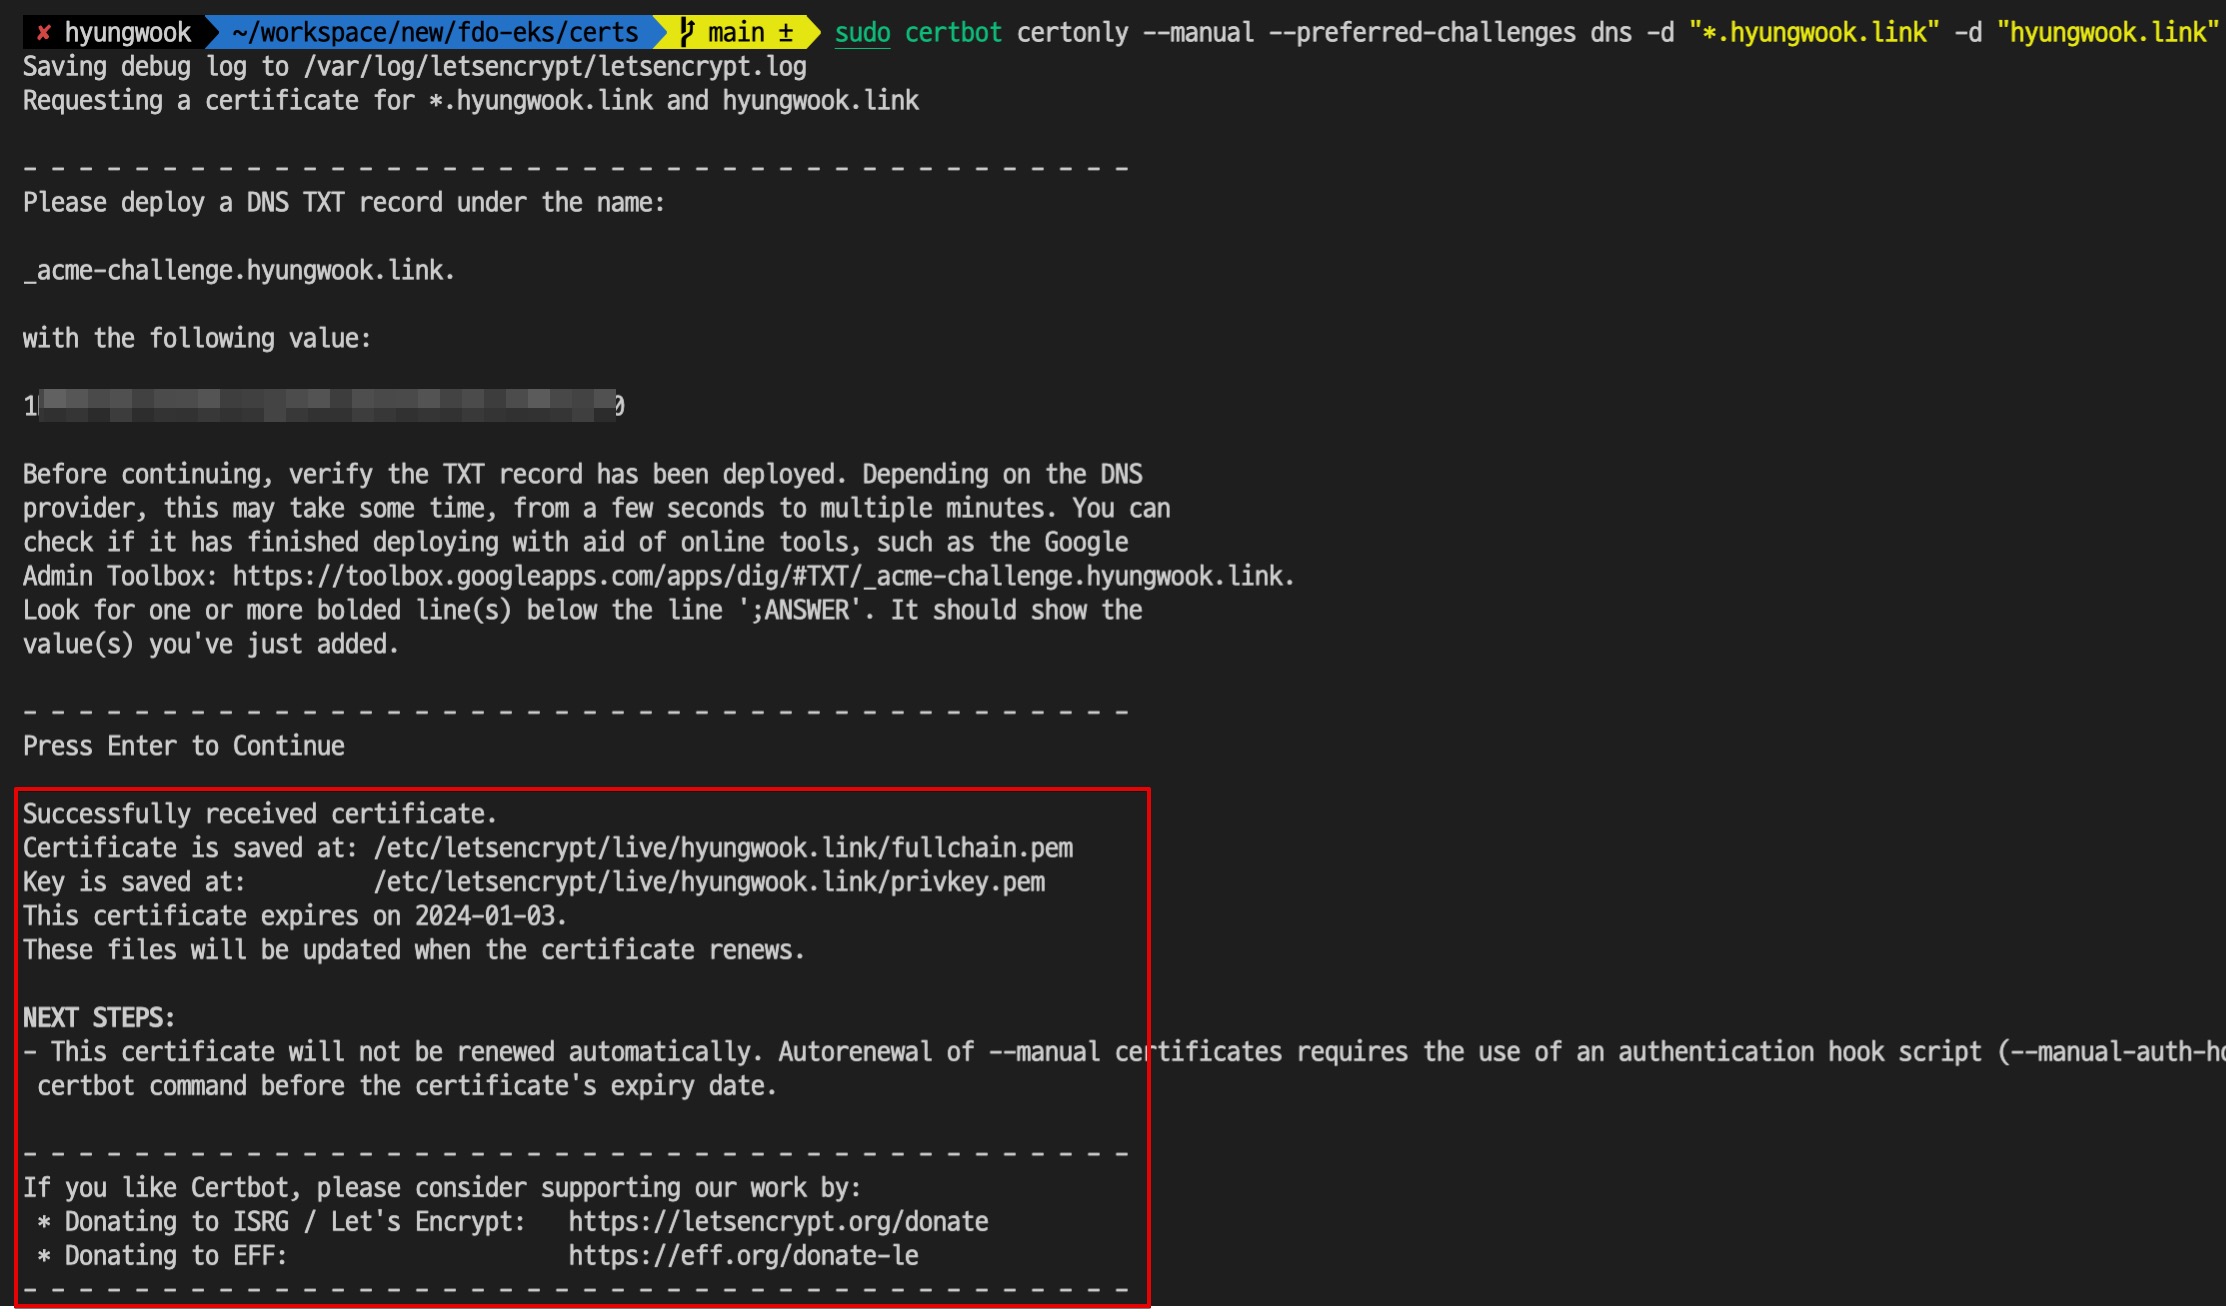 ✘ hyungwook ~/workspace/new/fdo-eks/certs main ± sudo certbot certonly --manual --preferred-challenges dns -d "*.hyungwook.link" -d "hyungwook.link"
Saving debug log to /var/log/letsencrypt/letsencrypt.log
Requesting a certificate for *.hyungwook.link and hyungwook.link
- - - - - - - - - - - - - - - - - - - - - - - - - - - - - - - - - - - - - - - -
Please deploy a DNS TXT record under the name:
_acme-challenge.hyungwook.link.
with the following value:
Before continuing, verify the TXT record has been deployed. Depending on the DNS
provider, this may take some time, from a few seconds to multiple minutes. You can
check if it has finished deploying with aid of online tools, such as the Google
Admin Toolbox: https://toolbox.googleapps.com/apps/dig/#TXT/_acme-challenge.hyungwook.link.
Look for one or more bolded line(s) below the line ';ANSWER'. It should show the
value(s) you've just added.
- - - - - - - - - - - - - - - - - - - - - - - - - - - - - - - - - - - - - - - -
Press Enter to Continue
Successfully received certificate.
Certificate is saved at: /etc/letsencrypt/live/hyungwook.link/fullchain.pem
Key is saved at:         /etc/letsencrypt/live/hyungwook.link/privkey.pem
This certificate expires on 2024-01-03.
These files will be updated when the certificate renews.
NEXT STEPS:
- This certificate will not be renewed automatically. Autorenewal of --manual certificates requires the use of an authentication hook script (--manual-auth-ho
certbot command before the certificate's expiry date.
- - - - - - - - - - - - - - - - - - - - - - - - - - - - - - - - - - - - - - - -
If you like Certbot, please consider supporting our work by:
* Donating to ISRG / Let's Encrypt:   https://letsencrypt.org/donate
* Donating to EFF:                    https://eff.org/donate-le
- - - - - - - - - - - - - - - - - - - - - - - - - - - - - - - - - - - - - - - -